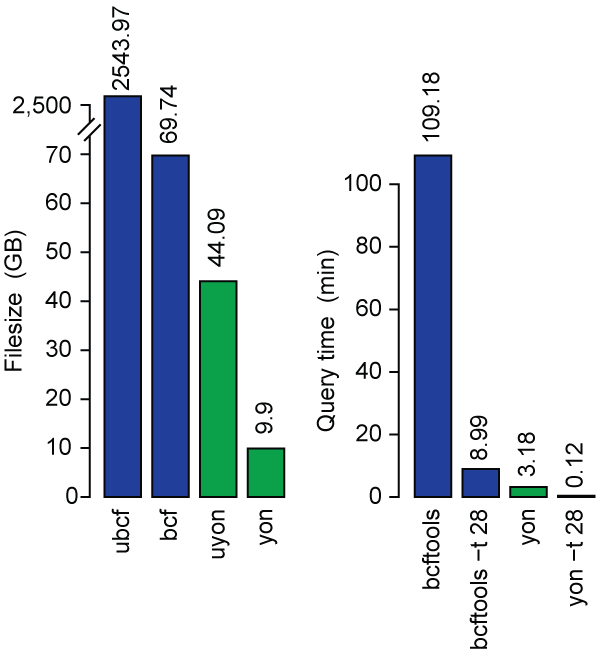 Filesize (GB)
2,500
70
60
50
40
30
20
10
0
2543.97
69.74
44.09
9.9
ubcf
bcf
uyon
yon
Query time (min)
100
80
60
40
20
0
109.18
8.99
3.18
0.12
bcftools
bcftools −t 28
yon
yon −t 28